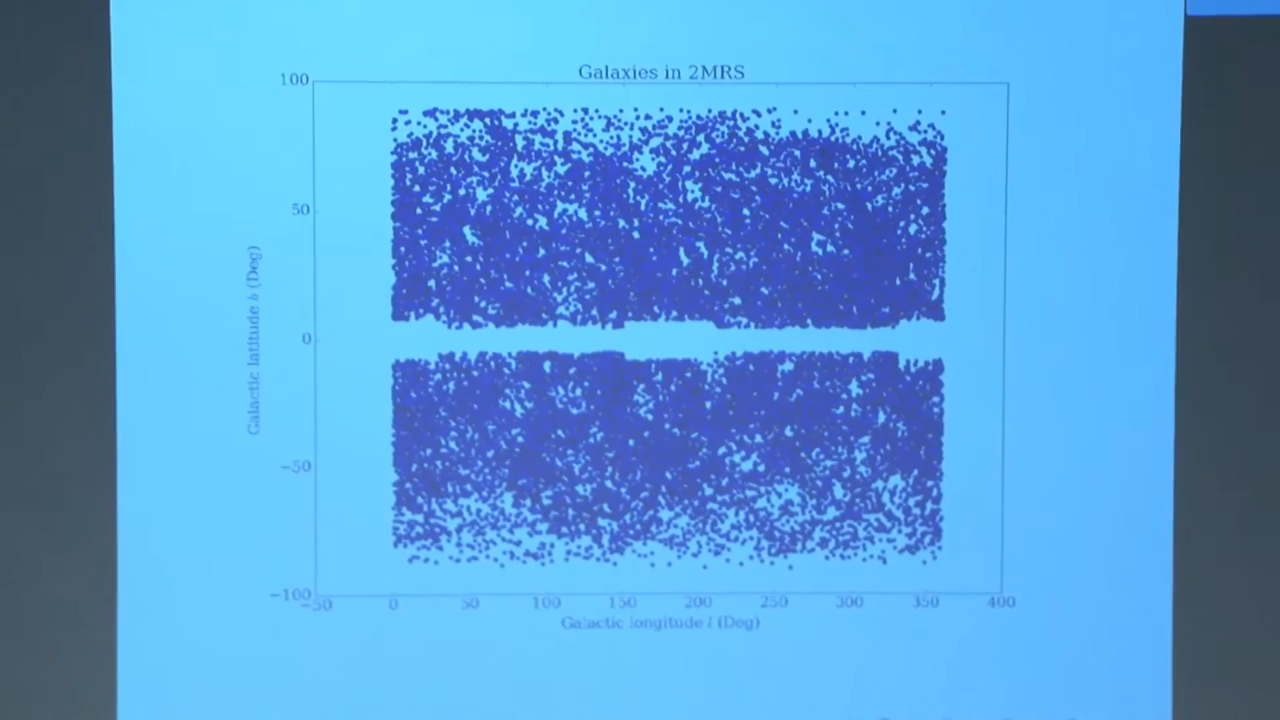 Galaxies in 2MRS
100
50
0
−50
−100
Galactic latitude b (Deg)
−50 0 50 100 150 200 250 300 350 400
Galactic longitude l (Deg)